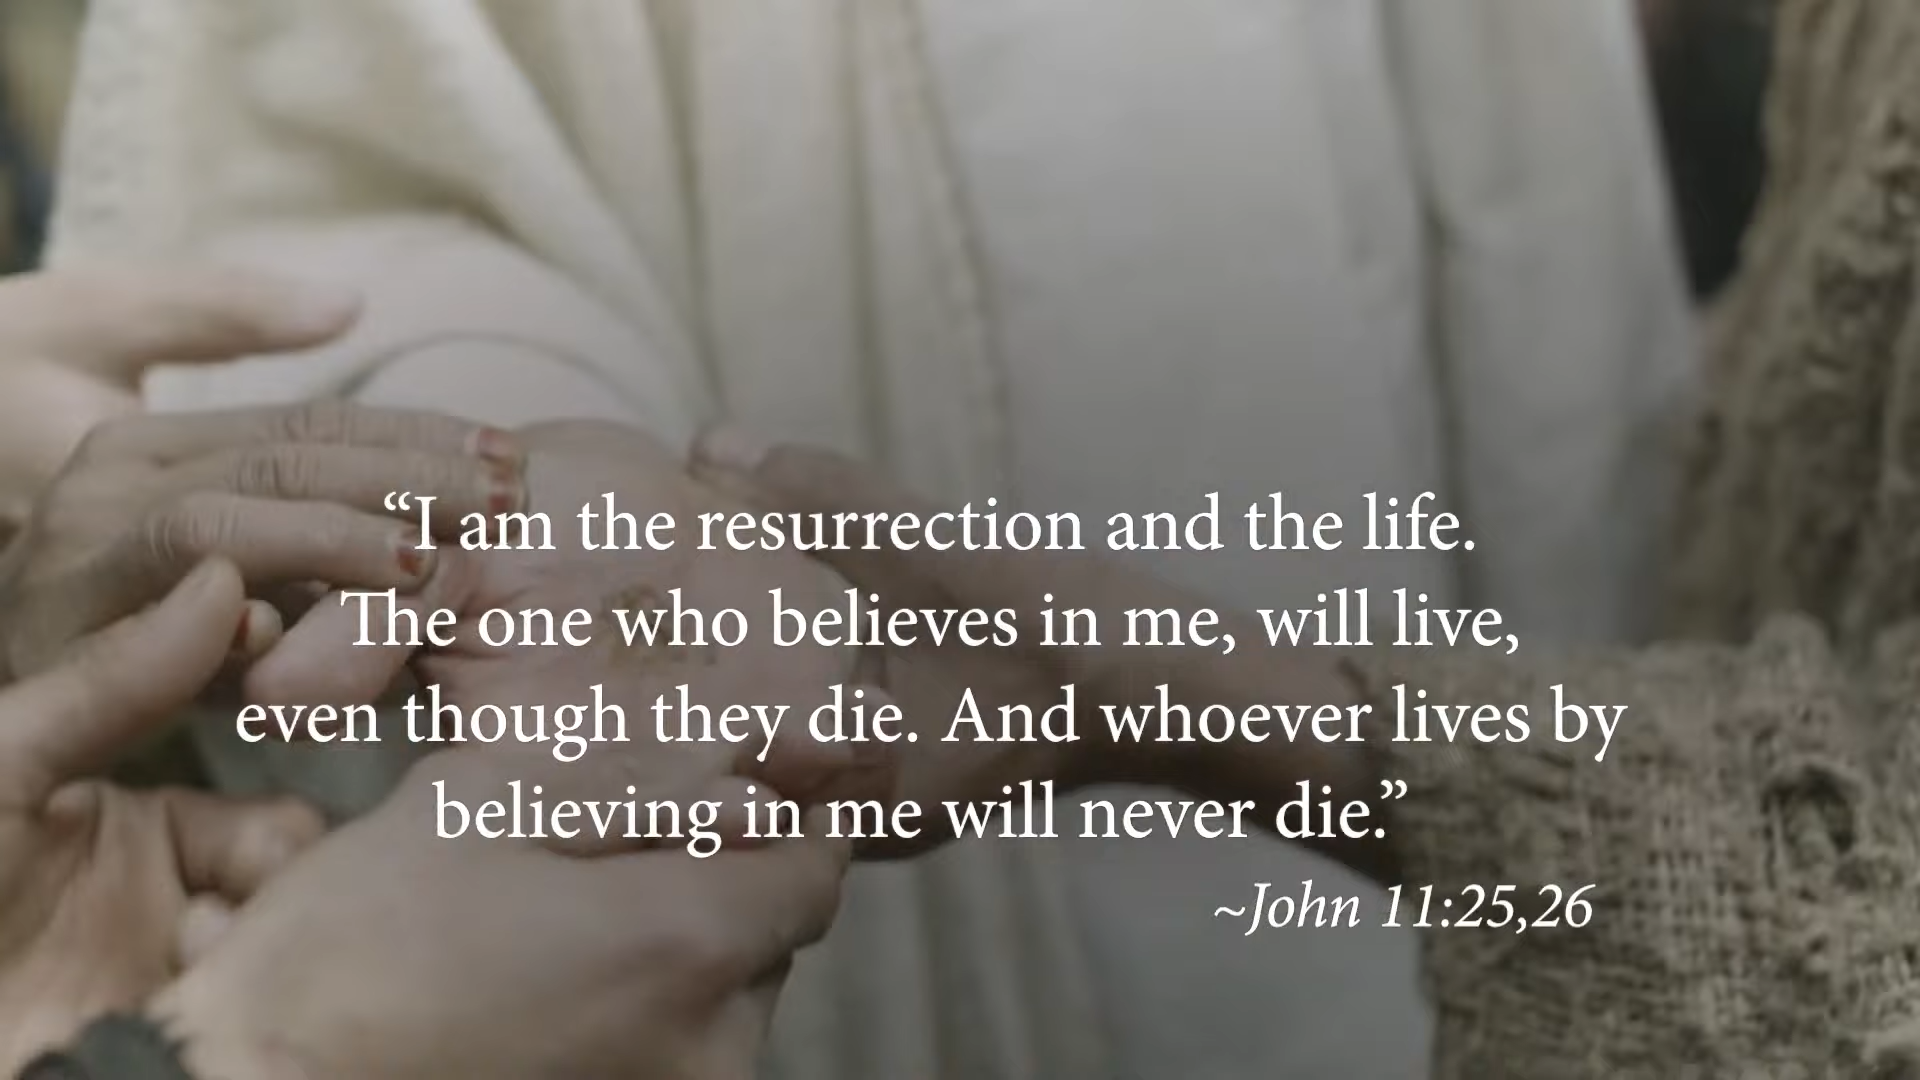 “I am the resurrection and the life.
The one who believes in me, will live,
even though they die. And whoever lives by
believing in me will never die.”
~John 11:25,26